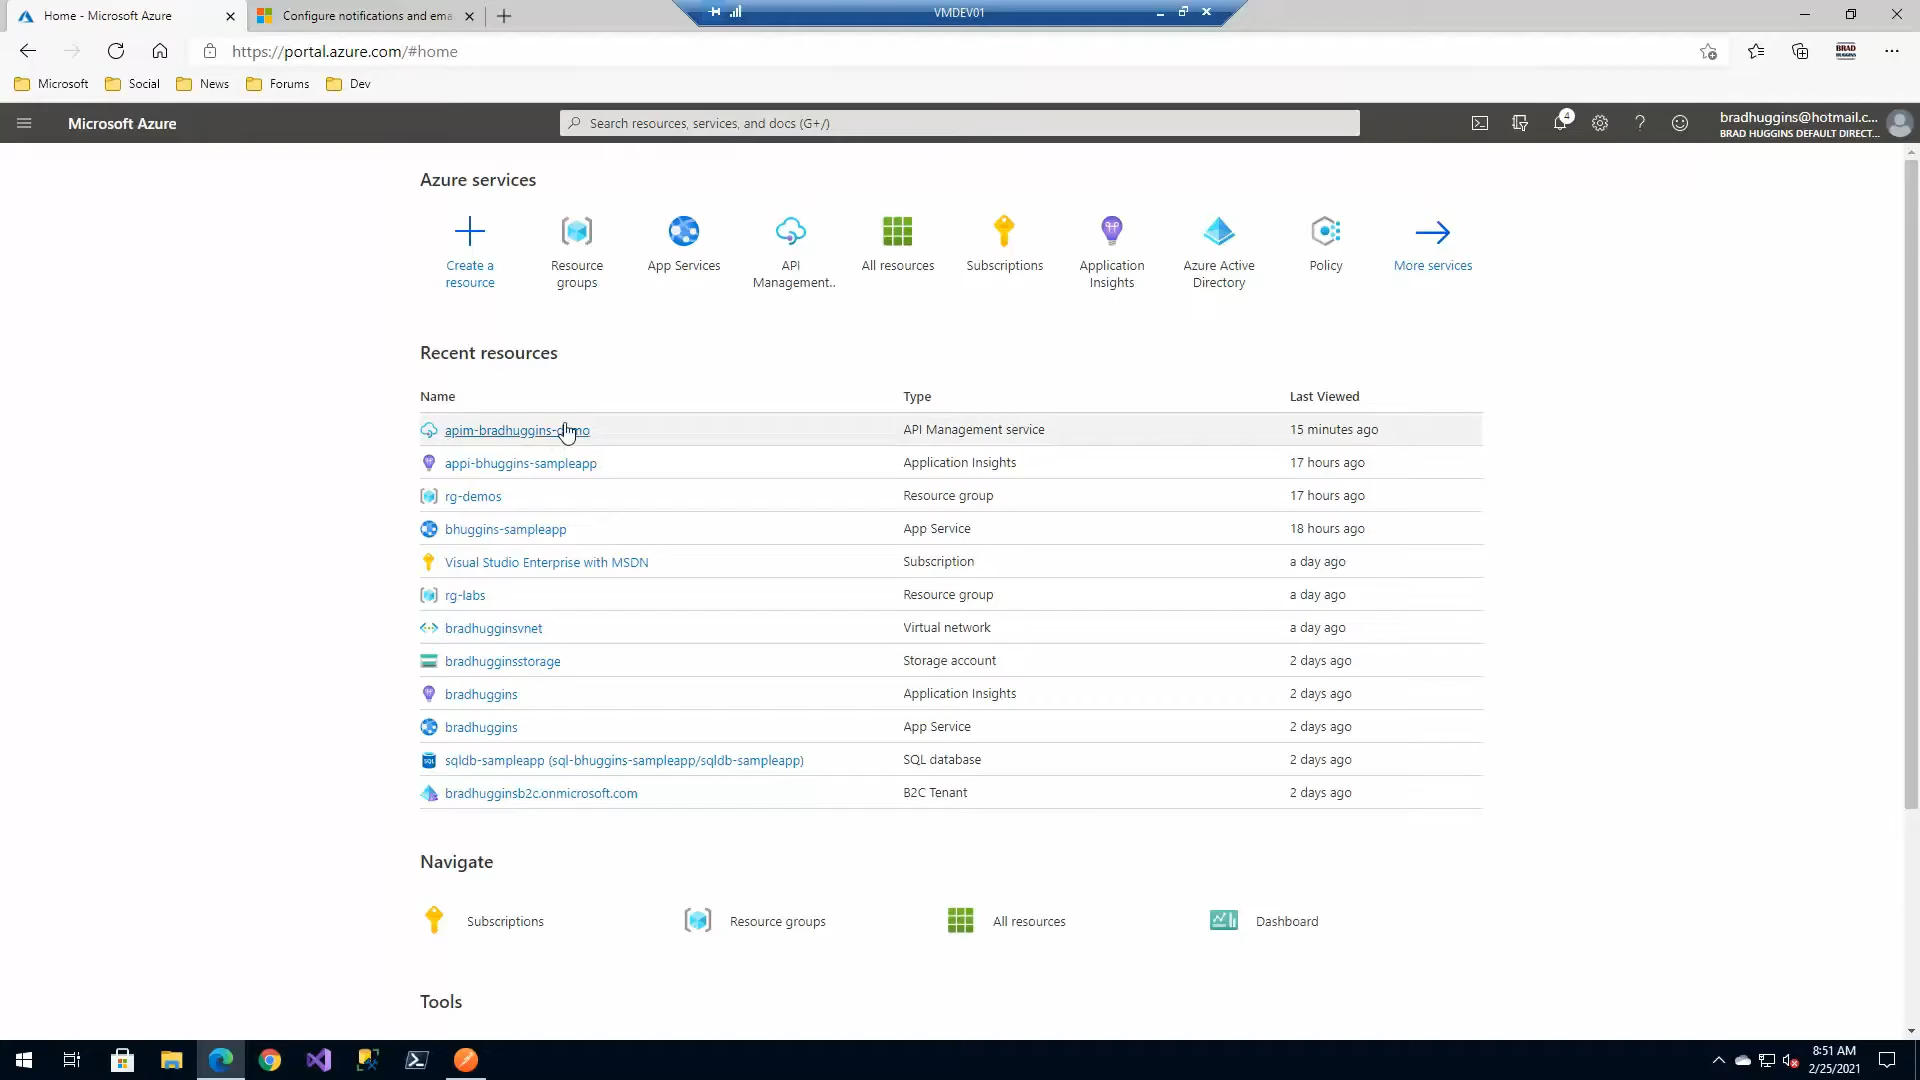 Home - Microsoft Azure
Configure notifications and ema
VMDEV01
https://portal.azure.com/#home
BRAD
HUGGINS
Microsoft
Social
News
Forums
Dev
Microsoft Azure
Search resources, services, and docs (G+/)
4
bradhuggins@hotmail.c...
BRAD HUGGINS DEFAULT DIRECT...
Azure services
Create a
resource
Resource
groups
App Services
API
Management..
All resources
Subscriptions
Application
Insights
Azure Active
Directory
Policy
More services
Recent resources
Name Type Last Viewed
apim-bradhuggins-demo API Management service 15 minutes ago
appi-bhuggins-sampleapp Application Insights 17 hours ago
rg-demos Resource group 17 hours ago
bhuggins-sampleapp App Service 18 hours ago
Visual Studio Enterprise with MSDN Subscription a day ago
rg-labs Resource group a day ago
bradhugginsvnet Virtual network a day ago
bradhugginsstorage Storage account 2 days ago
bradhuggins Application Insights 2 days ago
bradhuggins App Service 2 days ago
SQL sqldb-sampleapp (sql-bhuggins-sampleapp/sqldb-sampleapp) SQL database 2 days ago
bradhugginsb2c.onmicrosoft.com B2C Tenant 2 days ago
Navigate
Subscriptions
Resource groups
All resources
Dashboard
Tools
8:51 AM
2/25/2021